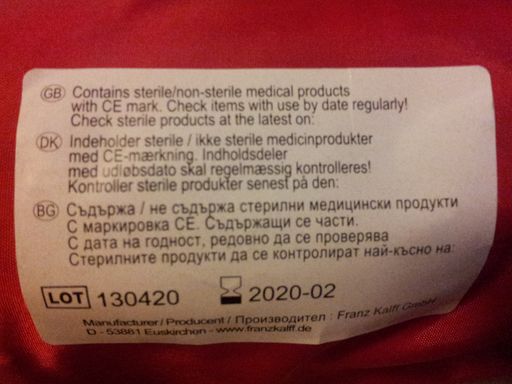 GB Contains sterile/non-sterile medical products
with CE mark. Check items with use by date regularly!
Check sterile products at the latest on:
DK Indeholder sterile / ikke sterile medicinprodukter
med CE-mærkning. Indholdsdeler
med udløbsdato skal regelmæssig kontrolleres!
Kontroller sterile produkter senest på den:
BG Съдържа / не съдържа стерилни медицински продукти
С маркировка CE. Съдържащи се части.
С дата на годност, редовно да се проверява
Стерилните продукти да се контролират най-късно на:
LOT 130420 2020-02
Manufacturer / Producent / Производител : Franz Kalff GmbH
D - 53881 Euskirchen - www.franzkalff.de